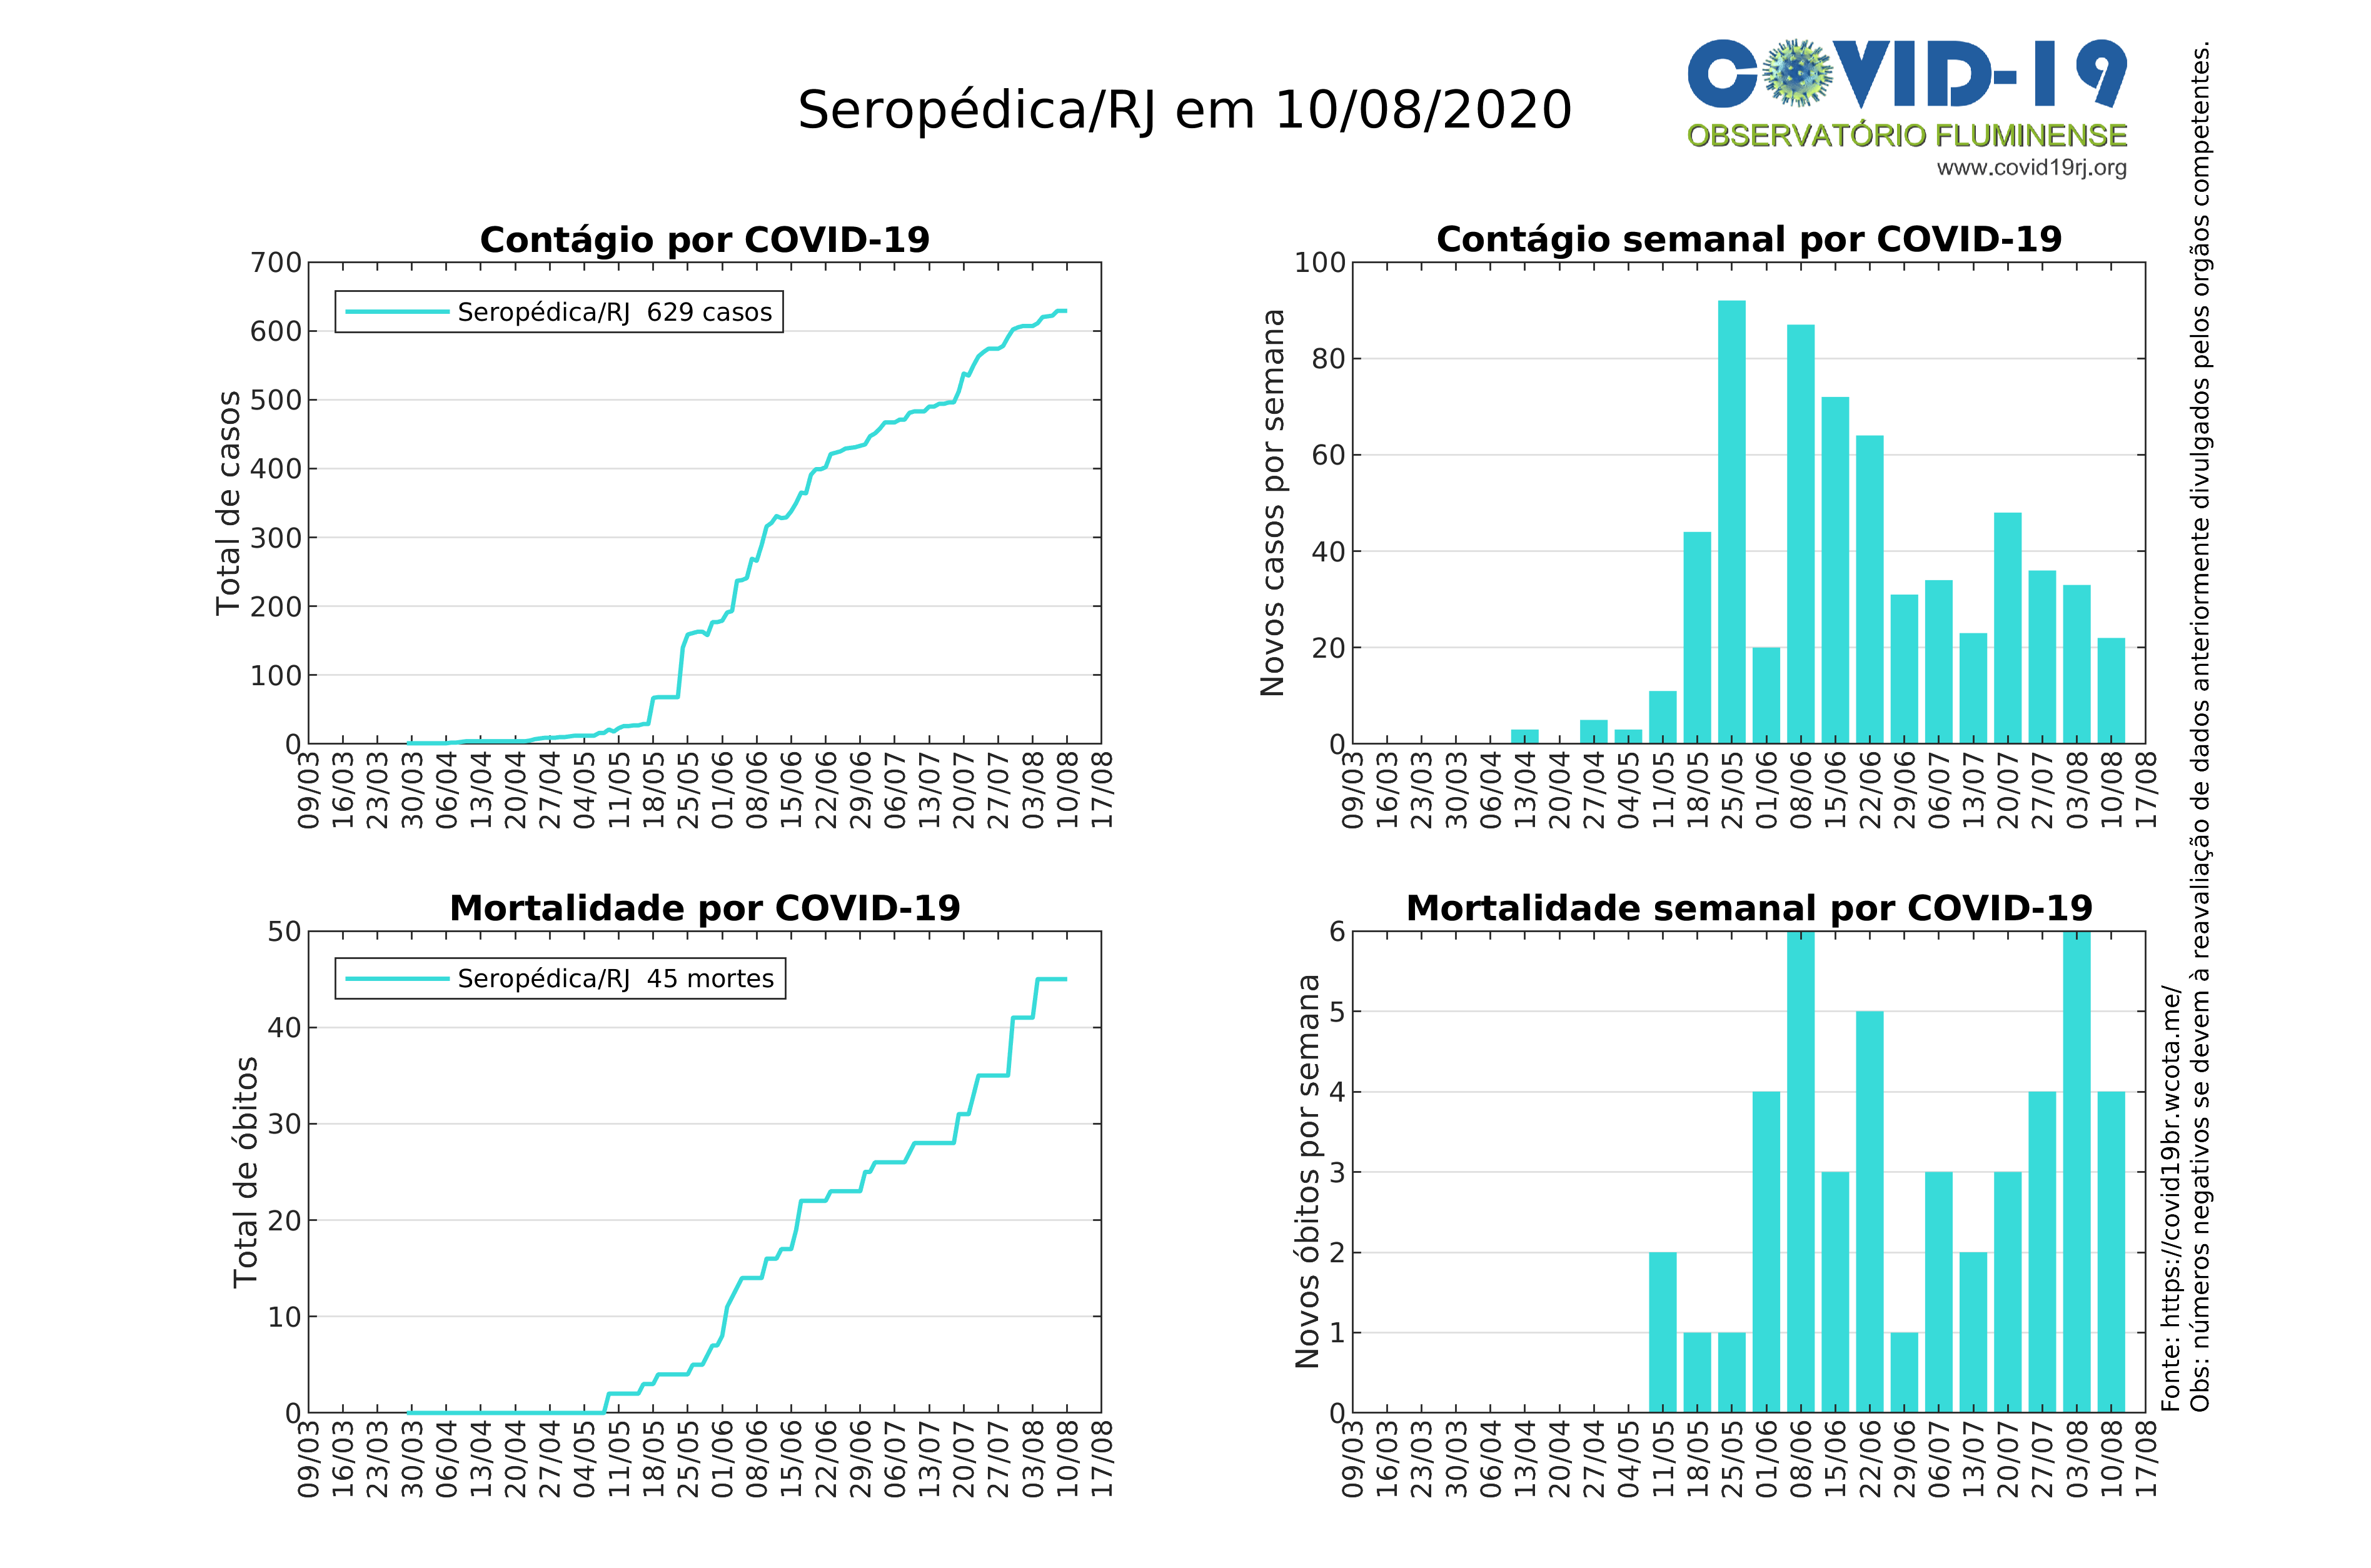 Seropédica/RJ em 10/08/2020
COVID-19
OBSERVATÓRIO FLUMINENSE
www.covid19rj.org
Contágio por COVID-19
Total de casos
700
600
500
400
300
200
100
0
Seropédica/RJ 629 casos
09/03 16/03 23/03 30/03 06/04 13/04 20/04 27/04 04/05 11/05 18/05 25/05 01/06 08/06 15/06 22/06 29/06 06/07 13/07 20/07 27/07 03/08 10/08 17/08
Contágio semanal por COVID-19
Novos casos por semana
100
80
60
40
20
0
09/03 16/03 23/03 30/03 06/04 13/04 20/04 27/04 04/05 11/05 18/05 25/05 01/06 08/06 15/06 22/06 29/06 06/07 13/07 20/07 27/07 03/08 10/08 17/08
Mortalidade por COVID-19
Total de óbitos
50
40
30
20
10
0
Seropédica/RJ 45 mortes
09/03 16/03 23/03 30/03 06/04 13/04 20/04 27/04 04/05 11/05 18/05 25/05 01/06 08/06 15/06 22/06 29/06 06/07 13/07 20/07 27/07 03/08 10/08 17/08
Mortalidade semanal por COVID-19
Novos óbitos por semana
6
5
4
3
2
1
0
09/03 16/03 23/03 30/03 06/04 13/04 20/04 27/04 04/05 11/05 18/05 25/05 01/06 08/06 15/06 22/06 29/06 06/07 13/07 20/07 27/07 03/08 10/08 17/08
Fonte: https://covid19br.wcota.me/
Obs: números negativos se devem à reavaliação de dados anteriormente divulgados pelos orgãos competentes.